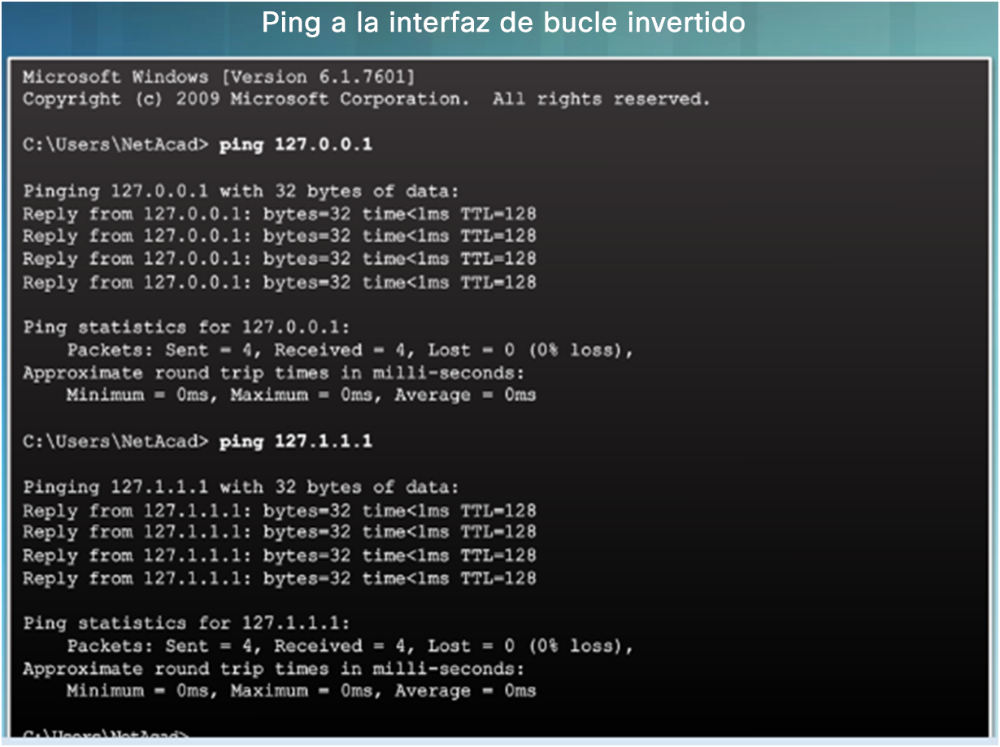 Ping a la interfaz de bucle invertido
Microsoft Windows [Version 6.1.7601]
Copyright (c) 2009 Microsoft Corporation.  All rights reserved.
C:\Users\NetAcad> ping 127.0.0.1
Pinging 127.0.0.1 with 32 bytes of data:
Reply from 127.0.0.1: bytes=32 time<1ms TTL=128
Reply from 127.0.0.1: bytes=32 time<1ms TTL=128
Reply from 127.0.0.1: bytes=32 time<1ms TTL=128
Reply from 127.0.0.1: bytes=32 time<1ms TTL=128
Ping statistics for 127.0.0.1:
Packets: Sent = 4, Received = 4, Lost = 0 (0% loss),
Approximate round trip times in milli-seconds:
Minimum = 0ms, Maximum = 0ms, Average = 0ms
C:\Users\NetAcad> ping 127.1.1.1
Pinging 127.1.1.1 with 32 bytes of data:
Reply from 127.1.1.1: bytes=32 time<1ms TTL=128
Reply from 127.1.1.1: bytes=32 time<1ms TTL=128
Reply from 127.1.1.1: bytes=32 time<1ms TTL=128
Reply from 127.1.1.1: bytes=32 time<1ms TTL=128
Ping statistics for 127.1.1.1:
Packets: Sent = 4, Received = 4, Lost = 0 (0% loss),
Approximate round trip times in milli-seconds:
Minimum = 0ms, Maximum = 0ms, Average = 0ms
C:\Users\NetAcad>